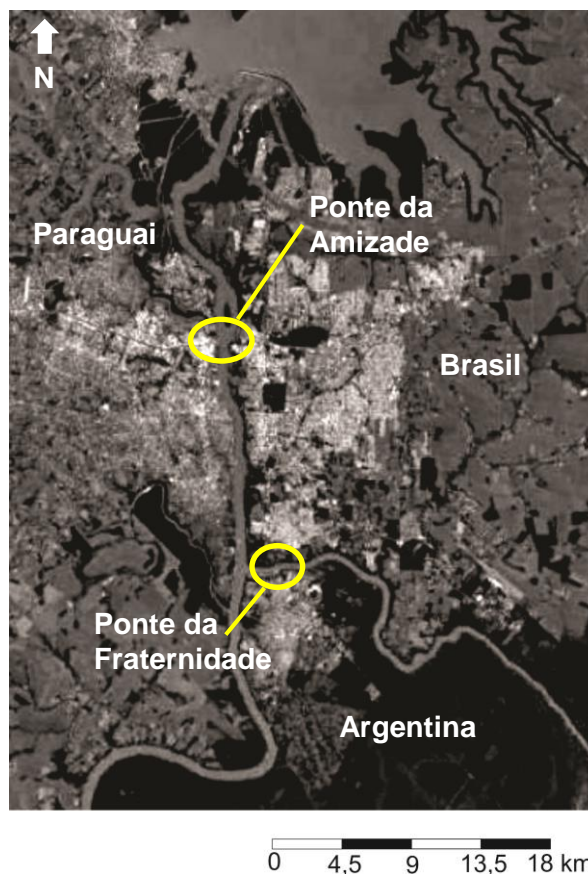 N
Ponte da
Amizade
Paraguai
Brasil
Ponte da
Fraternidade
Argentina
0 4,5 9 13,5 18 km